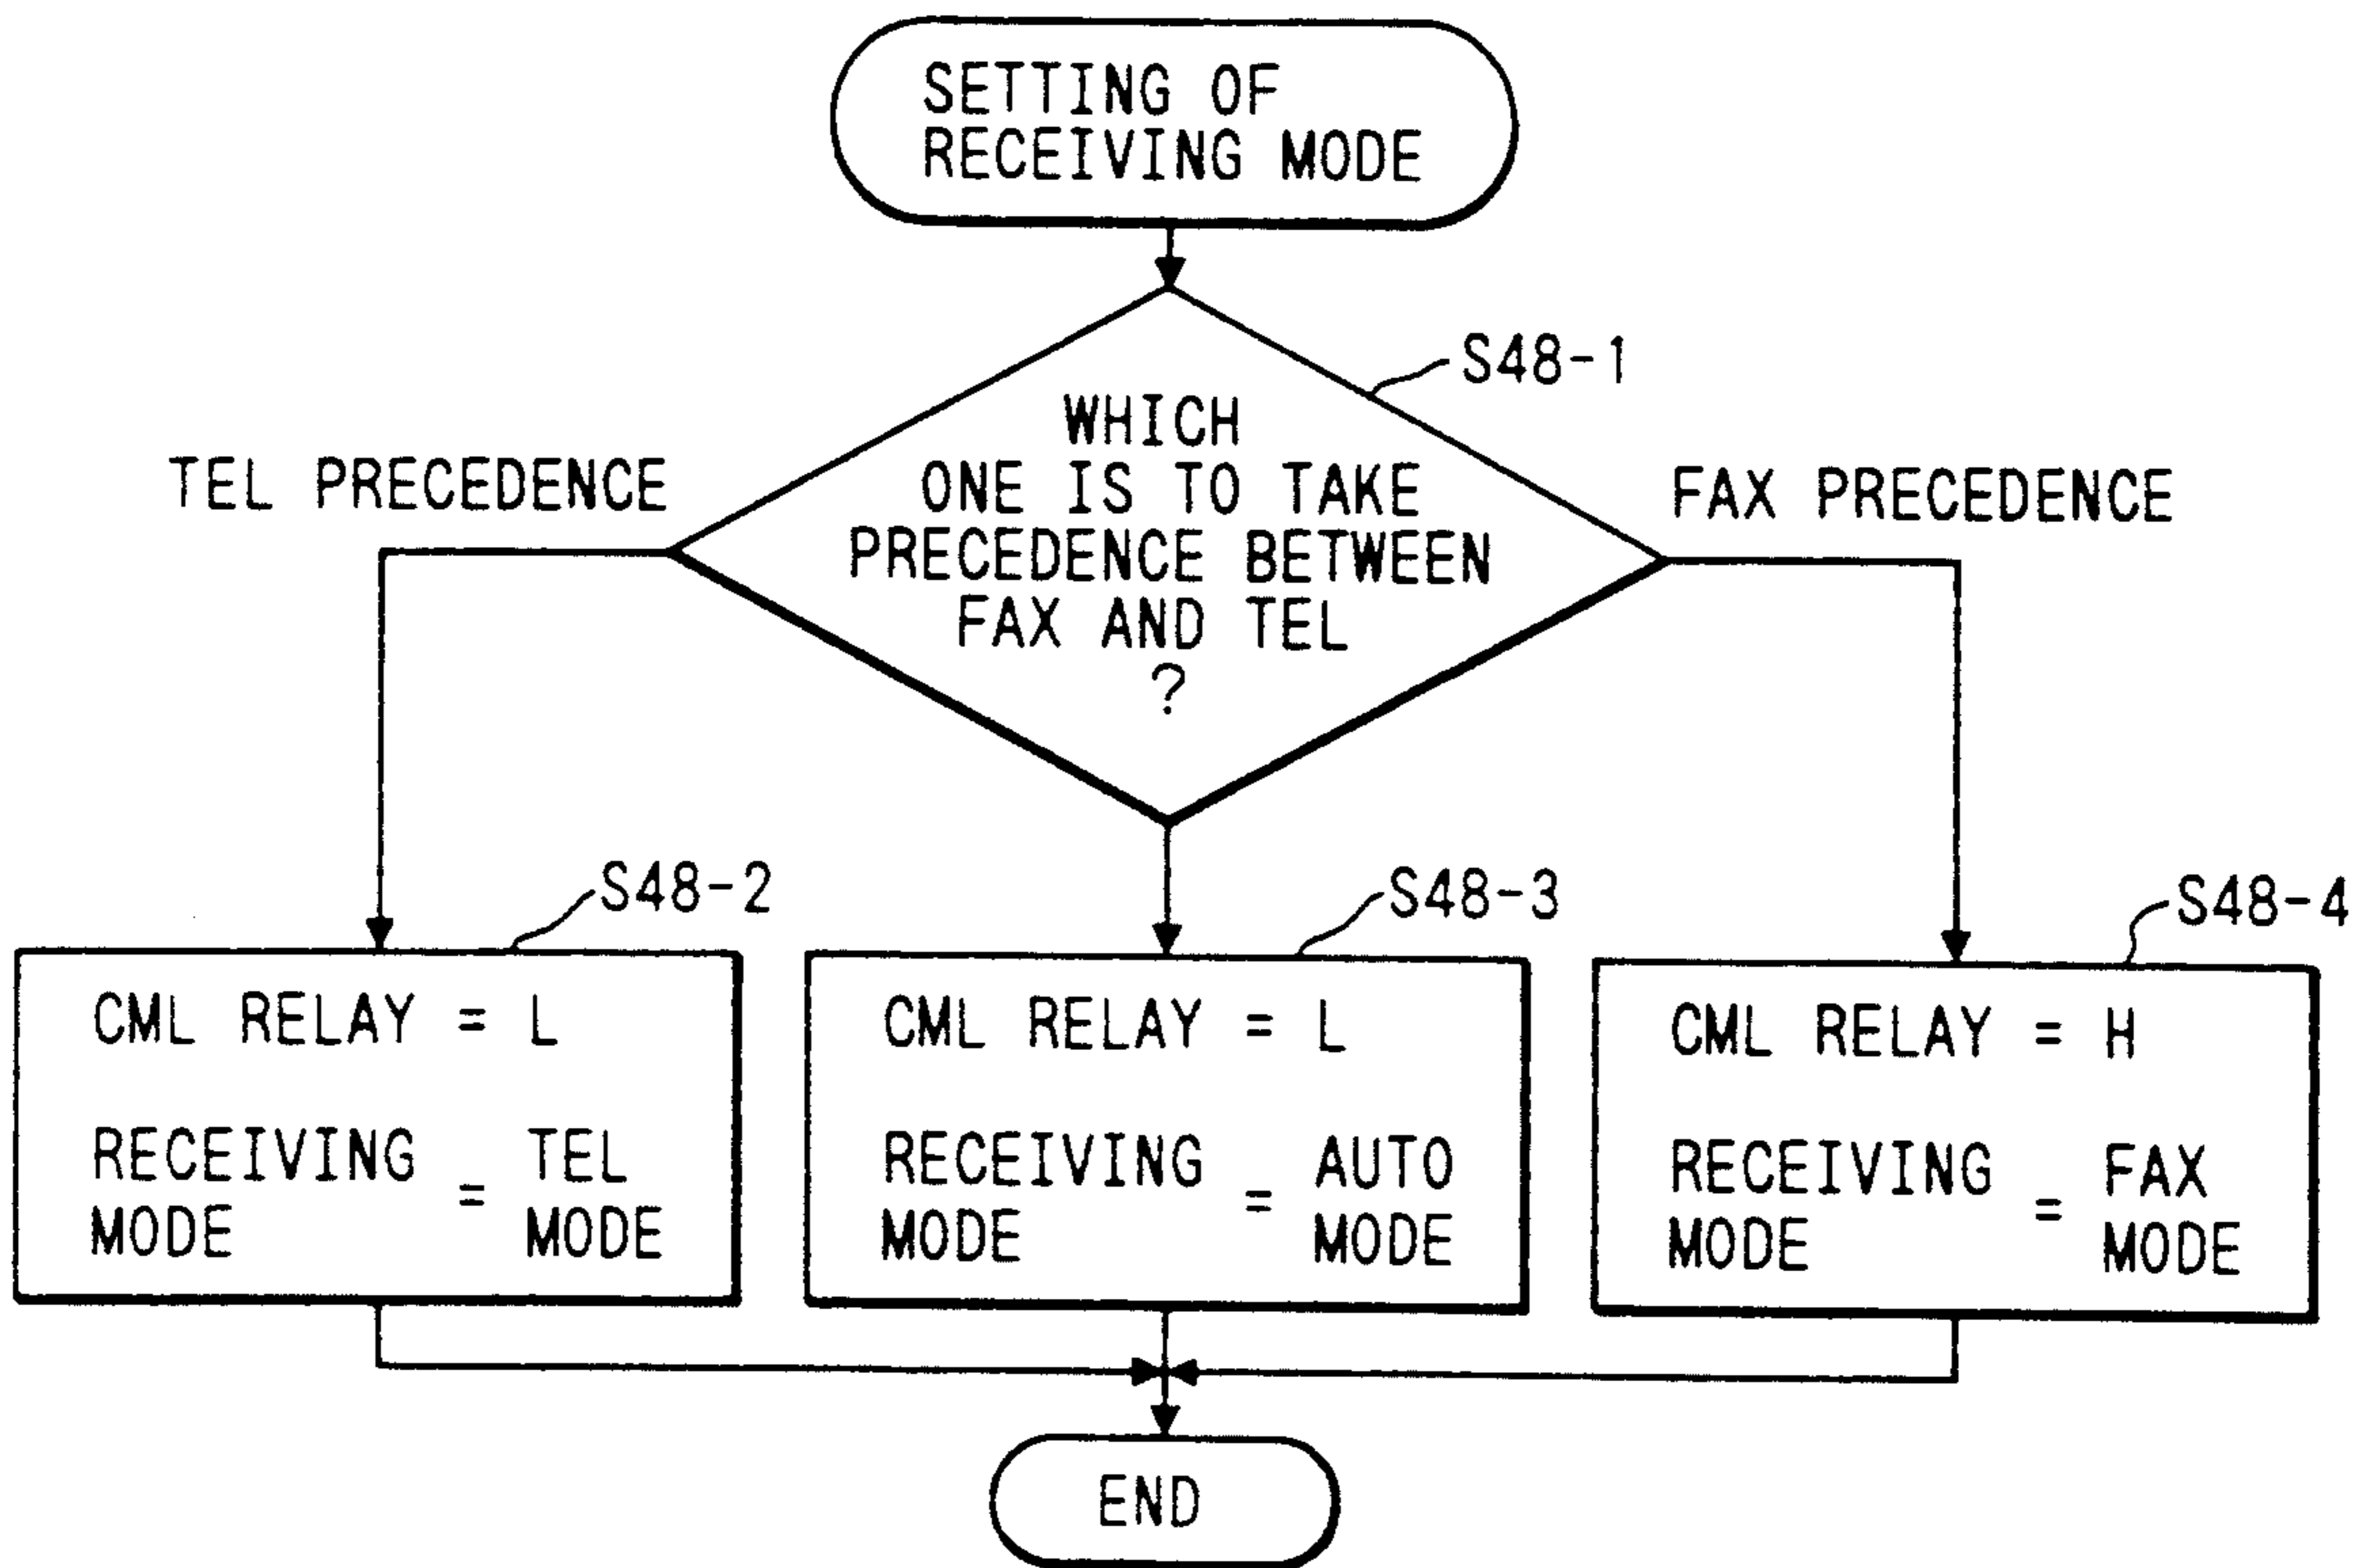 SETTING OF
RECEIVING MODE
S48-1
WHICH
ONE IS TO TAKE
PRECEDENCE BETWEEN
FAX AND TEL
?
TEL PRECEDENCE
FAX PRECEDENCE
S48-2
CML RELAY = L
RECEIVING MODE = TEL MODE
S48-3
CML RELAY = L
RECEIVING MODE = AUTO MODE
S48-4
CML RELAY = H
RECEIVING MODE = FAX MODE
END